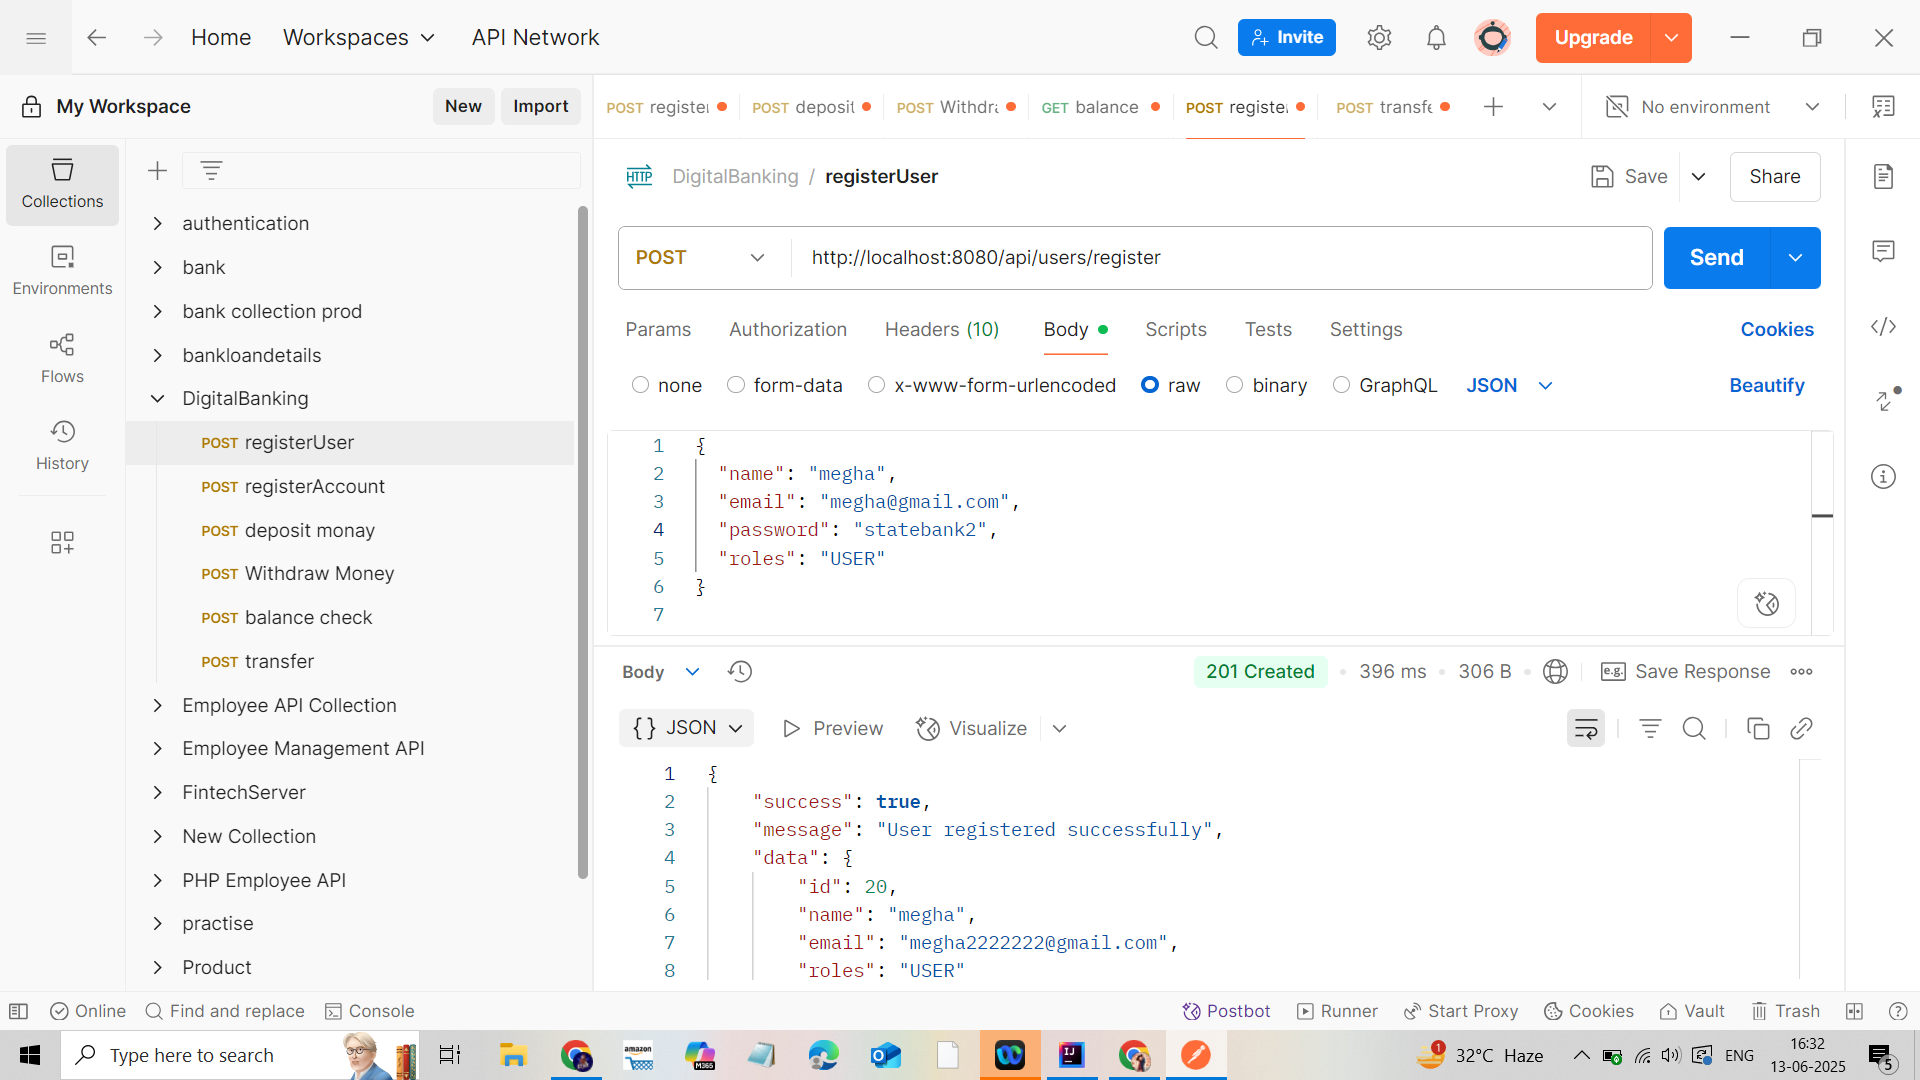 Home Workspaces API Network Invite Upgrade
My Workspace New Import
POST register POST deposit POST Withdra GET balance POST register POST transfe No environment
Collections
Environments
Flows
History
authentication
bank
bank collection prod
bankloandetails
DigitalBanking
POST registerUser
POST registerAccount
POST deposit monay
POST Withdraw Money
POST balance check
POST transfer
Employee API Collection
Employee Management API
FintechServer
New Collection
PHP Employee API
practise
Product
HTTP DigitalBanking / registerUser Save Share
POST http://localhost:8080/api/users/register Send
Params Authorization Headers (10) Body Scripts Tests Settings Cookies
none form-data x-www-form-urlencoded raw binary GraphQL JSON Beautify
1 {
2 "name": "megha",
3 "email": "megha@gmail.com",
4 "password": "statebank2",
5 "roles": "USER"
6 }
7
Body 201 Created 396 ms 306 B e.g. Save Response
{} JSON Preview Visualize
1 {
2 "success": true,
3 "message": "User registered successfully",
4 "data": {
5 "id": 20,
6 "name": "megha",
7 "email": "megha2222222@gmail.com",
8 "roles": "USER"
Online Find and replace Console Postbot Runner Start Proxy Cookies Vault Trash
Type here to search amazon M365 1 32°C Haze ENG 16:32
13-06-2025 5